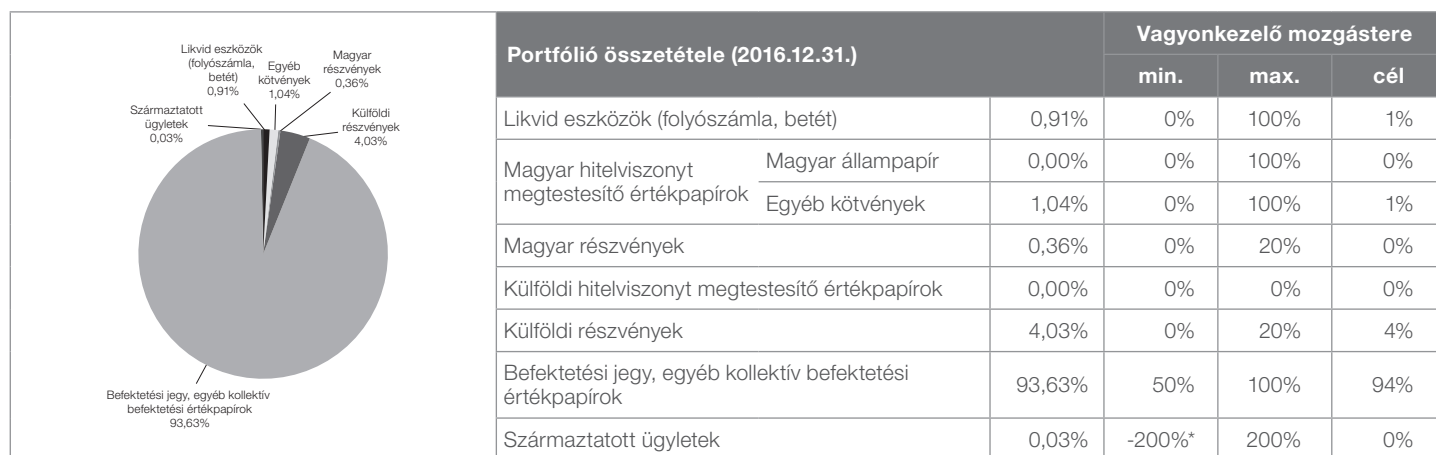 Likvid eszközök
(folyószámla,
betét)
0,91%
Egyéb
kötvények
1,04%
Magyar
részvények
0,36%
Származtatott
ügyletek
0,03%
Külföldi
részvények
4,03%
Befektetési jegy, egyéb kollektív
befektetési értékpapírok
93,63%
Portfólió összetétele (2016.12.31.) Vagyonkezelő mozgástere
min. max. cél
Likvid eszközök (folyószámla, betét) 0,91% 0% 100% 1%
Magyar hitelviszonyt
megtestesítő értékpapírok
Magyar állampapír 0,00% 0% 100% 0%
Egyéb kötvények 1,04% 0% 100% 1%
Magyar részvények 0,36% 0% 20% 0%
Külföldi hitelviszonyt megtestesítő értékpapírok 0,00% 0% 0% 0%
Külföldi részvények 4,03% 0% 20% 4%
Befektetési jegy, egyéb kollektív befektetési
értékpapírok 93,63% 50% 100% 94%
Származtatott ügyletek 0,03% -200%* 200% 0%